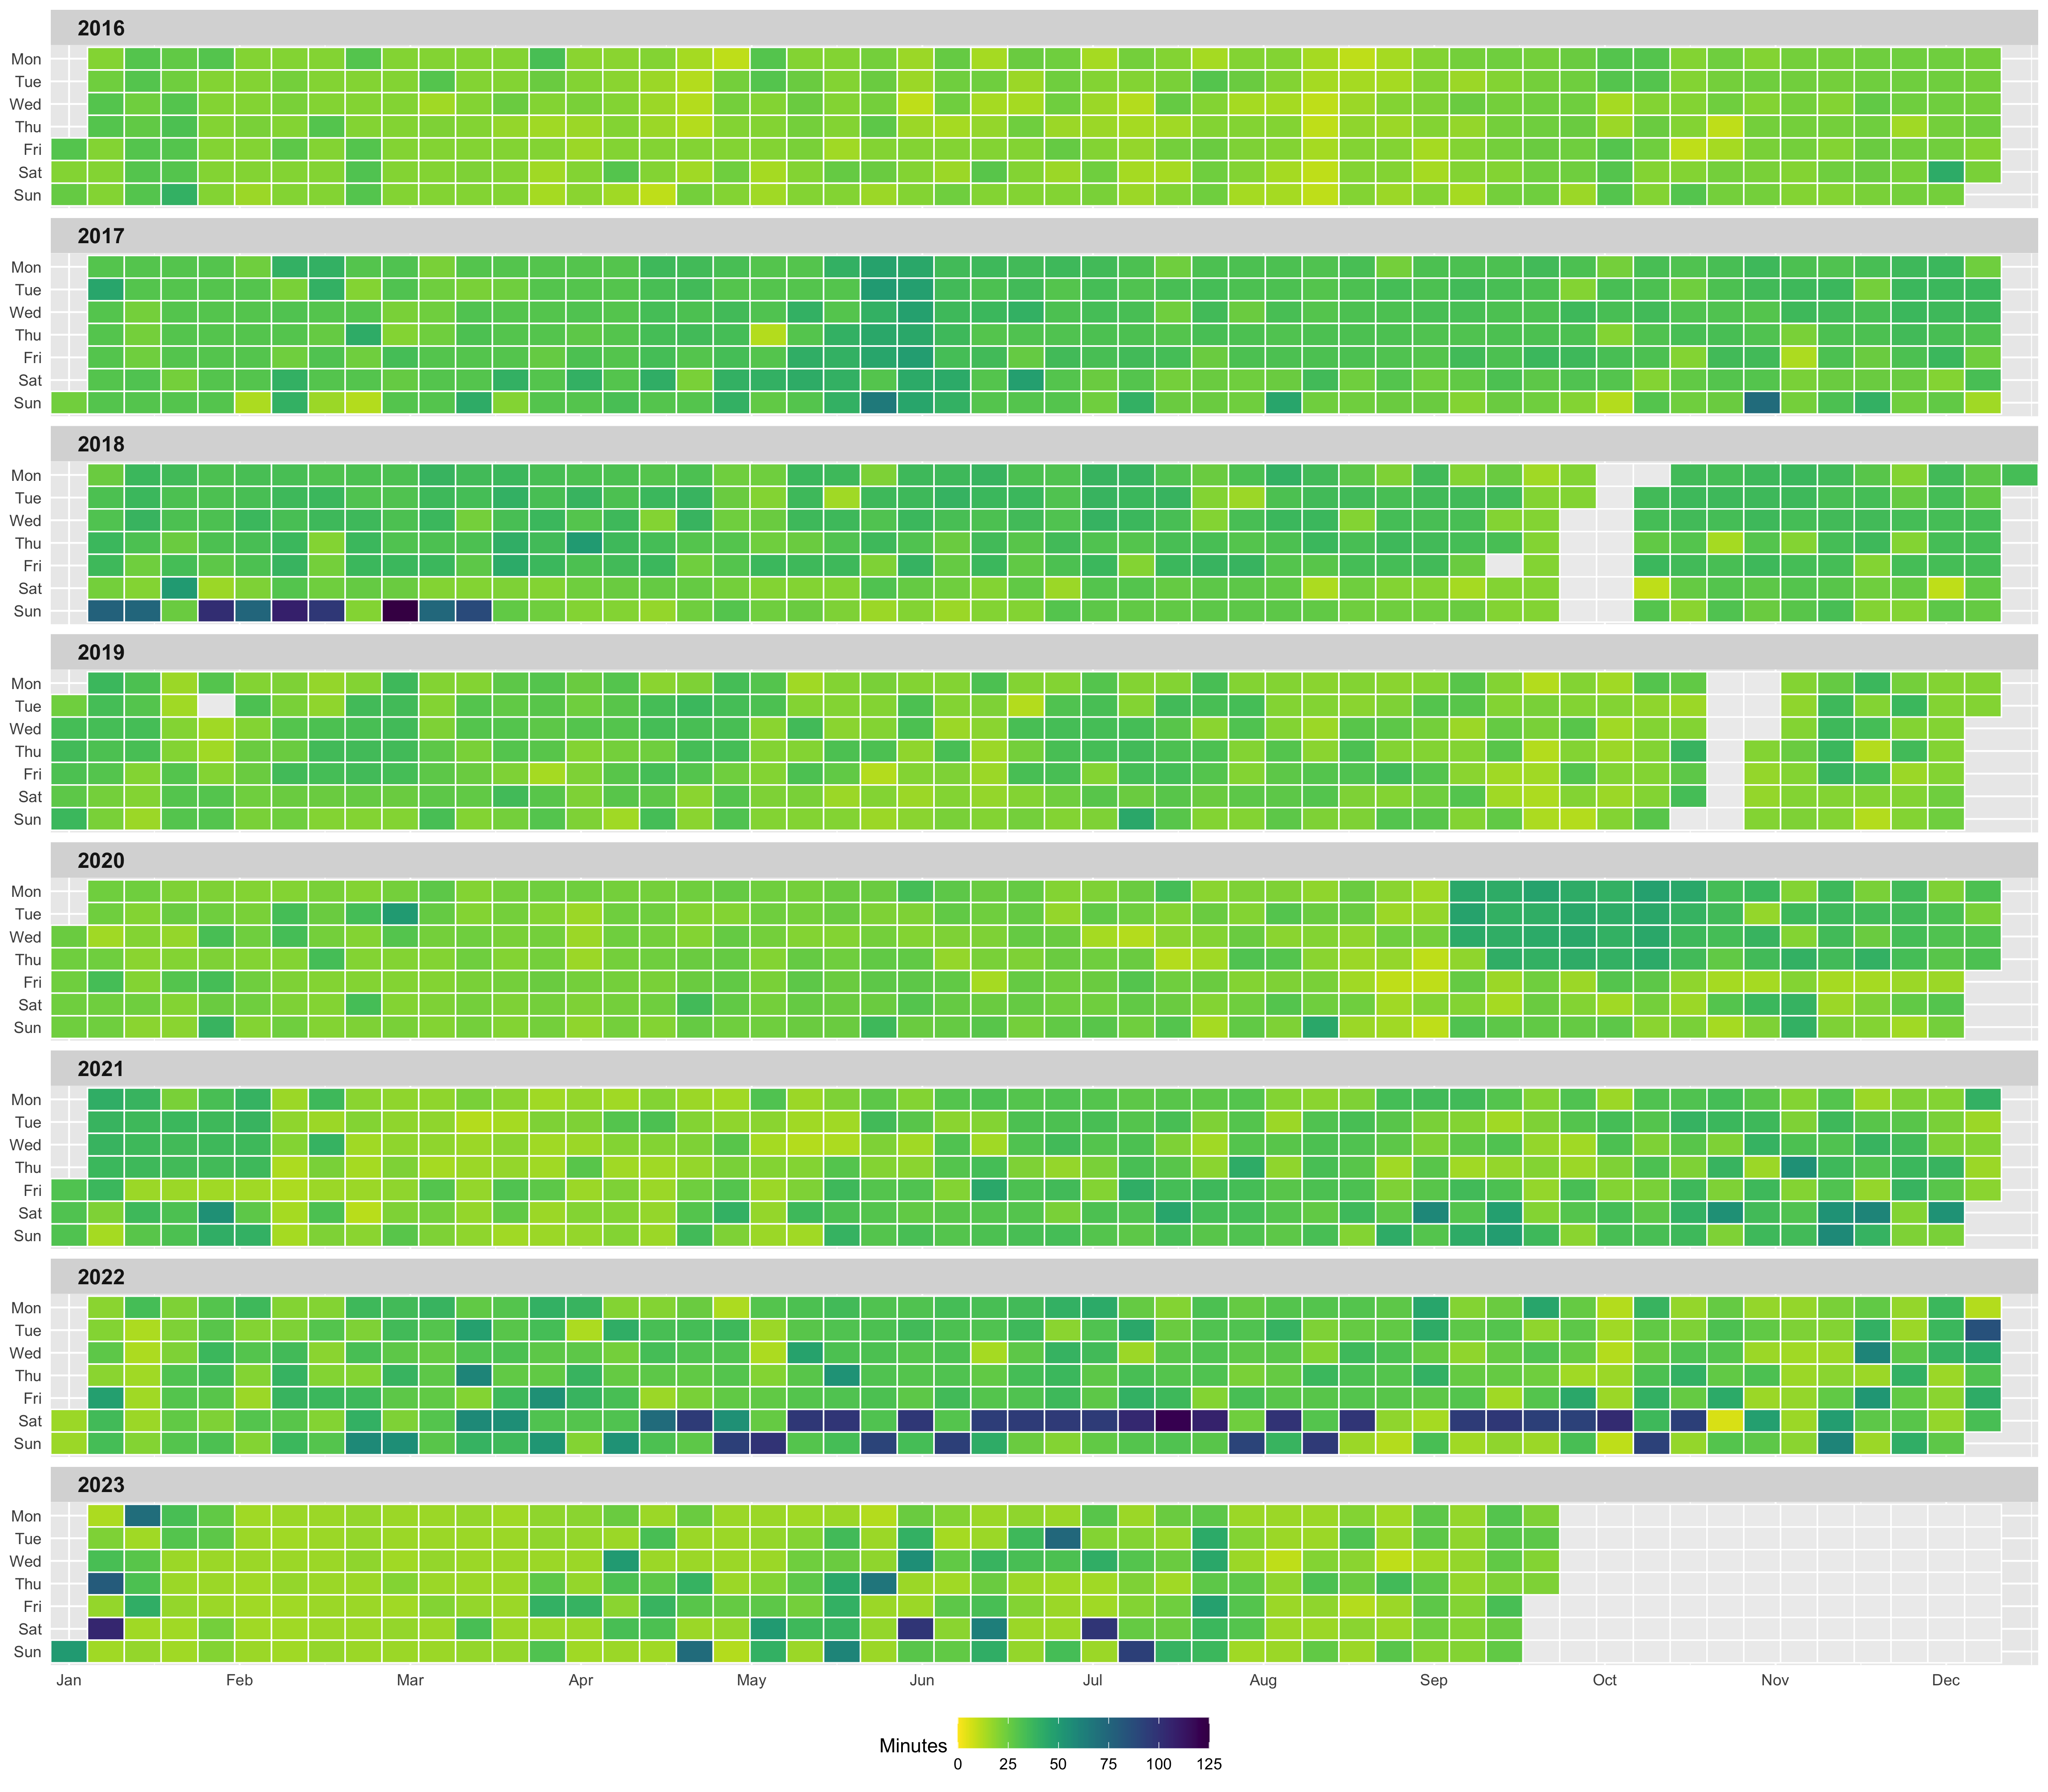 2016
Mon
Tue
Wed
Thu
Fri
Sat
Sun
2017
Mon
Tue
Wed
Thu
Fri
Sat
Sun
2018
Mon
Tue
Wed
Thu
Fri
Sat
Sun
2019
Mon
Tue
Wed
Thu
Fri
Sat
Sun
2020
Mon
Tue
Wed
Thu
Fri
Sat
Sun
2021
Mon
Tue
Wed
Thu
Fri
Sat
Sun
2022
Mon
Tue
Wed
Thu
Fri
Sat
Sun
2023
Mon
Tue
Wed
Thu
Fri
Sat
Sun
Jan Feb Mar Apr May Jun Jul Aug Sep Oct Nov Dec
Minutes
0 25 50 75 100 125